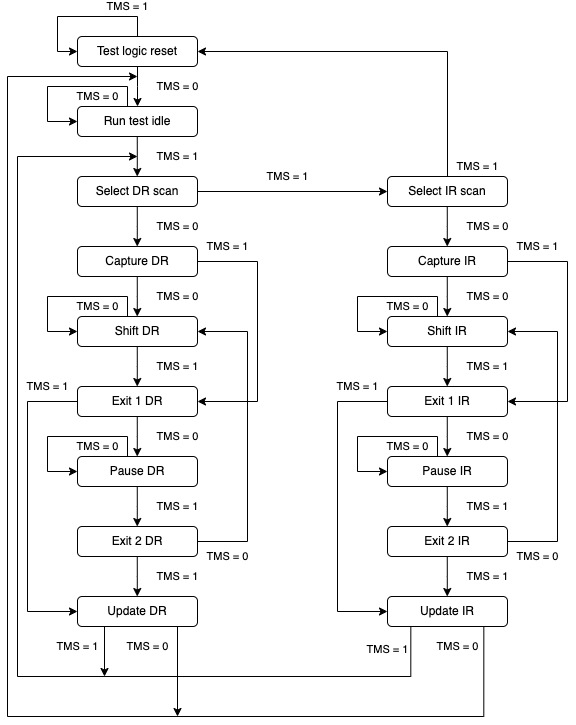 TMS = 1
Test logic reset
TMS = 0
TMS = 0
Run test idle
TMS = 1
TMS = 1
TMS = 1
Select DR scan
Select IR scan
TMS = 0
TMS = 0
TMS = 1
TMS = 1
Capture DR
Capture IR
TMS = 0
TMS = 0
TMS = 0
TMS = 0
Shift DR
Shift IR
TMS = 1
TMS = 1
TMS = 1
TMS = 1
Exit 1 DR
Exit 1 IR
TMS = 0
TMS = 0
TMS = 0
TMS = 0
Pause DR
Pause IR
TMS = 1
TMS = 1
Exit 2 DR
Exit 2 IR
TMS = 0
TMS = 0
TMS = 1
TMS = 1
Update DR
Update IR
TMS = 1
TMS = 0
TMS = 1
TMS = 0